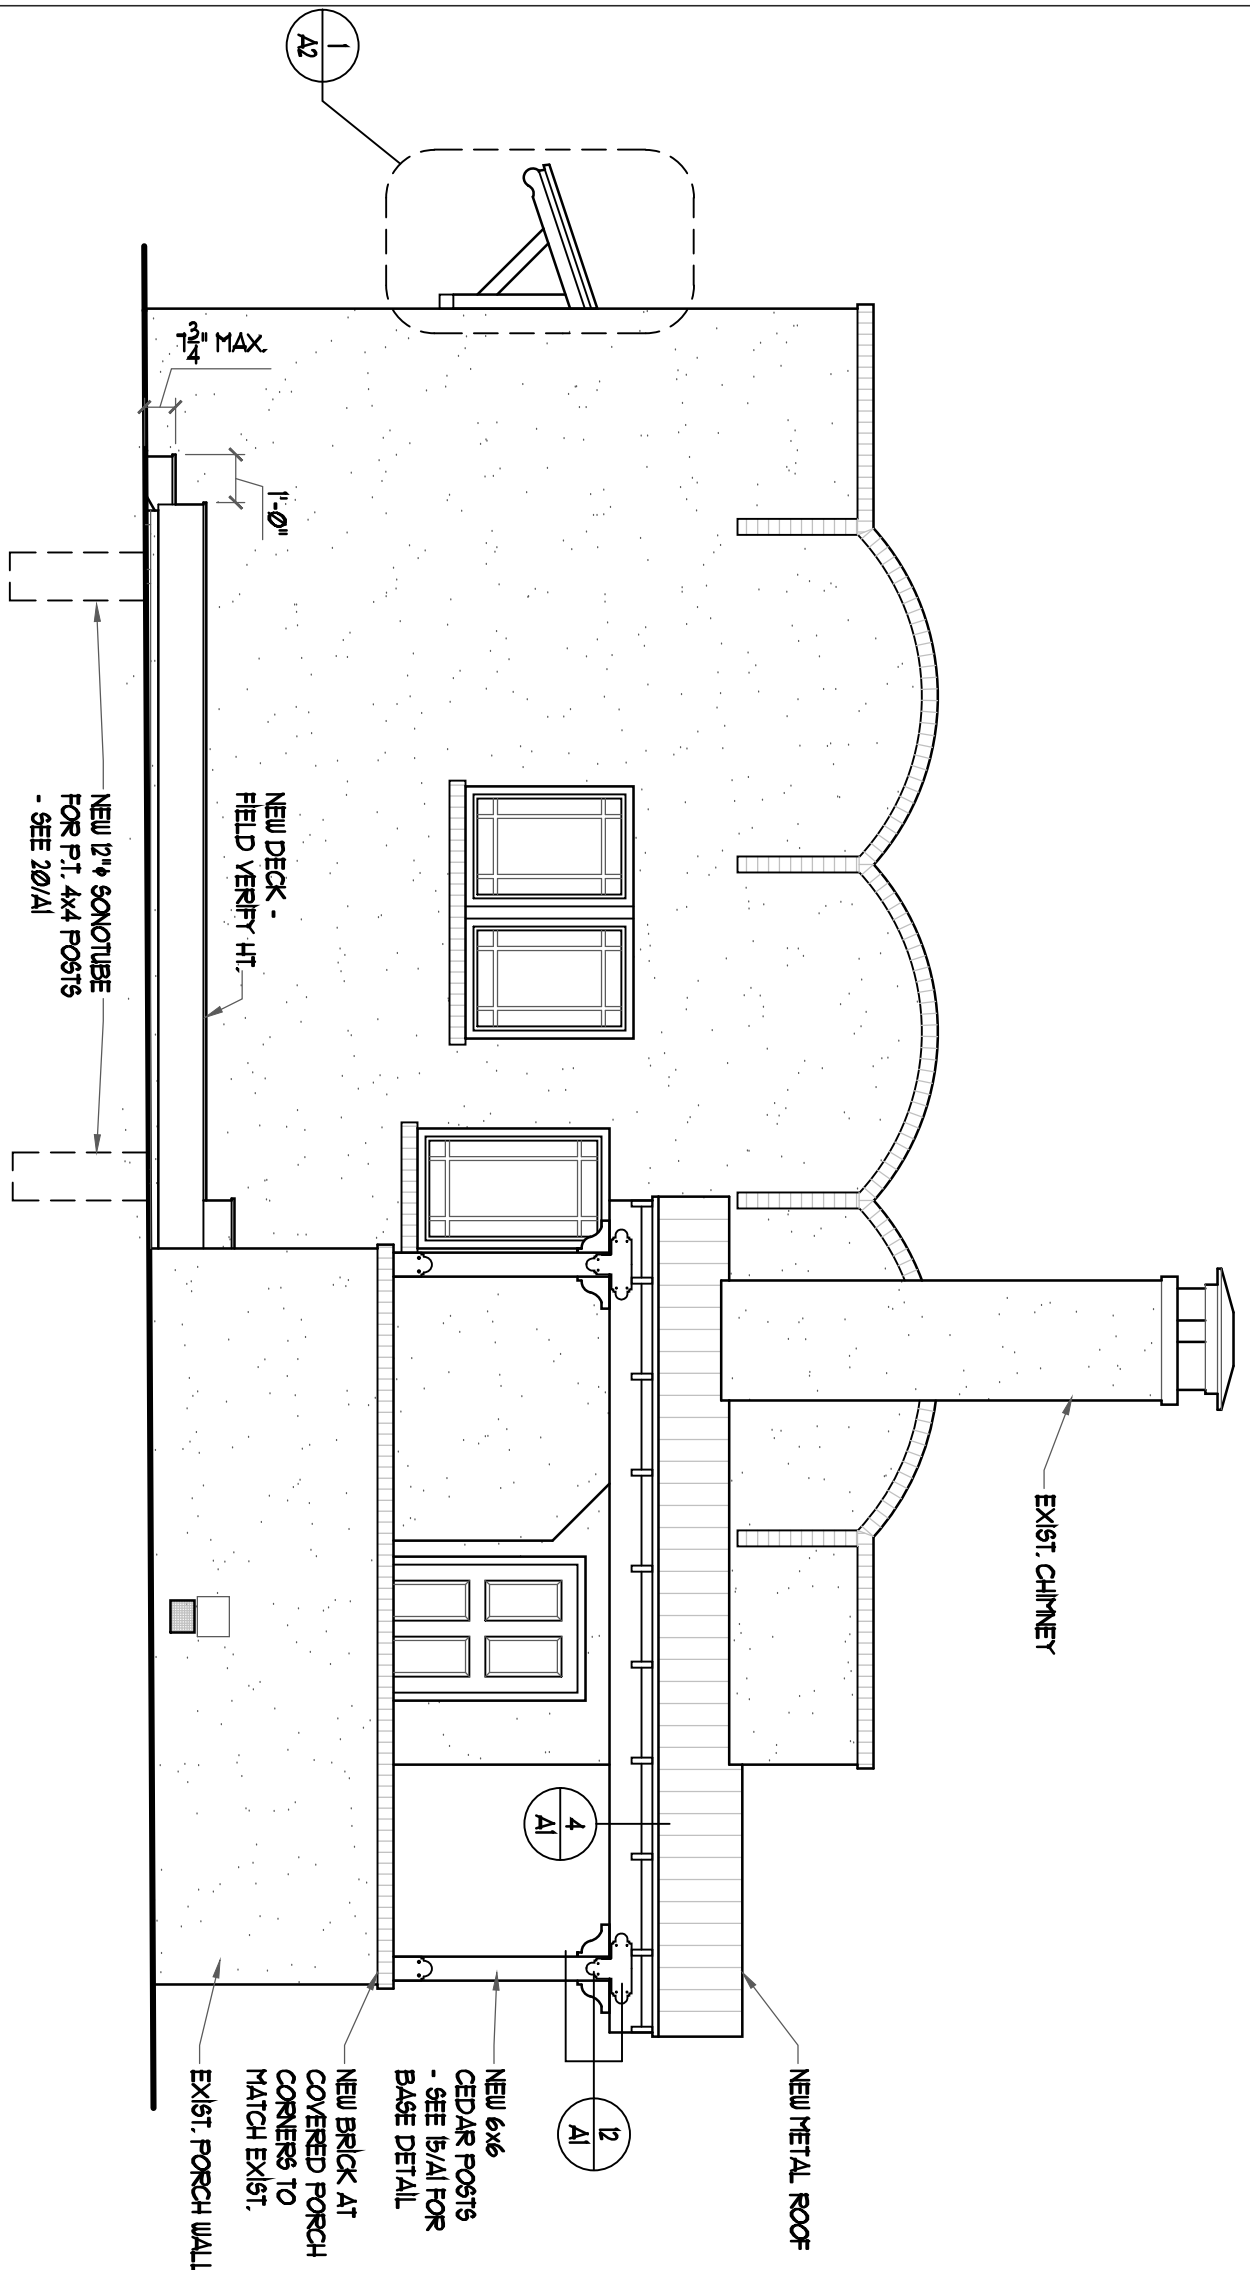 1
A2
7 3/4" MAX.
1'-0"
NEW DECK -
FIELD VERIFY HT.
NEW 12"ϕ SONOTUBE
FOR P.T. 4x4 POSTS
- SEE 20/A1
EXIST. CHIMNEY
4
A1
12
A1
NEW METAL ROOF
NEW 6x6
CEDAR POSTS
- SEE 15/A1 FOR
BASE DETAIL
NEW BRICK AT
COVERED PORCH
CORNERS TO
MATCH EXIST.
EXIST. PORCH WALL